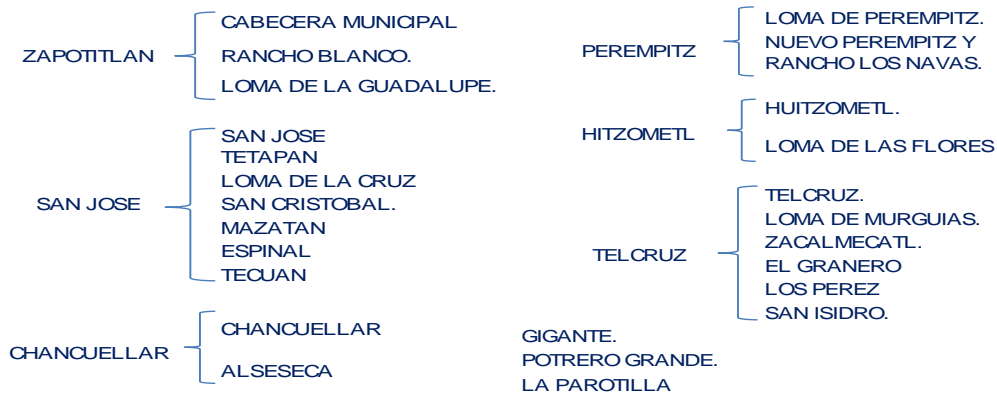 ZAPOTITLAN
CABECERA MUNICIPAL
RANCHO BLANCO.
LOMA DE LA GUADALUPE.
SAN JOSE
SAN JOSE
TETAPAN
LOMA DE LA CRUZ
SAN CRISTOBAL.
MAZATAN
ESPINAL
TECUAN
CHANCUELLAR
CHANCUELLAR
ALSESECA
PEREMPITZ
LOMA DE PEREMPITZ.
NUEVO PEREMPITZ Y
RANCHO LOS NAVAS.
HITZOMETL
HUITZOMETL.
LOMA DE LAS FLORES
TELCRUZ
TELCRUZ.
LOMA DE MURGUIAS.
ZACALMECATL.
EL GRANERO
LOS PEREZ
SAN ISIDRO.
GIGANTE.
POTRERO GRANDE.
LA PAROTILLA